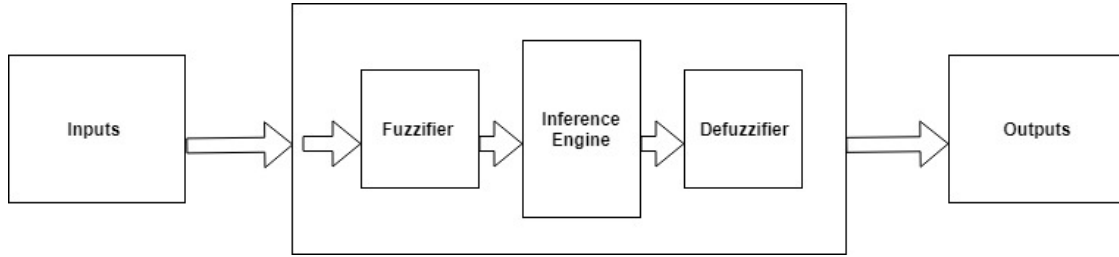 Inputs
Fuzzifier
Inference
Engine
Defuzzifier
Outputs